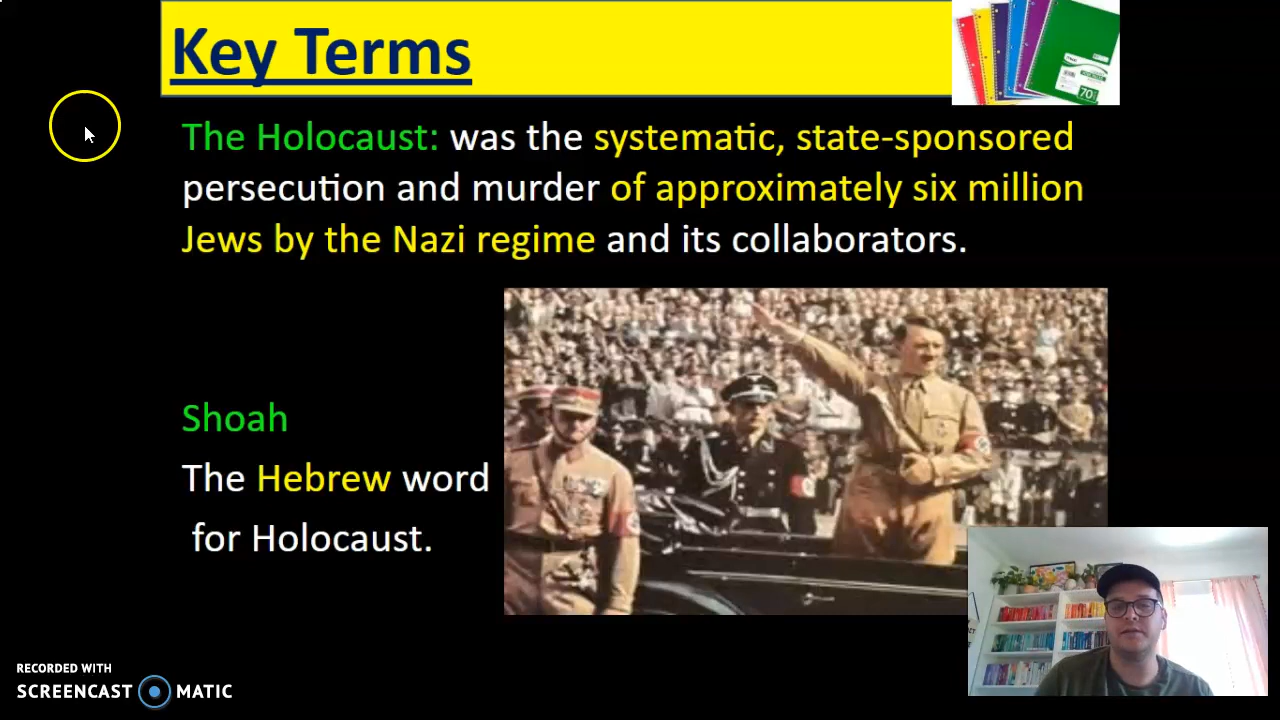 Key Terms
70
The Holocaust: was the systematic, state-sponsored
persecution and murder of approximately six million
Jews by the Nazi regime and its collaborators.
Shoah
The Hebrew word
for Holocaust.
RECORDED WITH
SCREENCAST MATIC